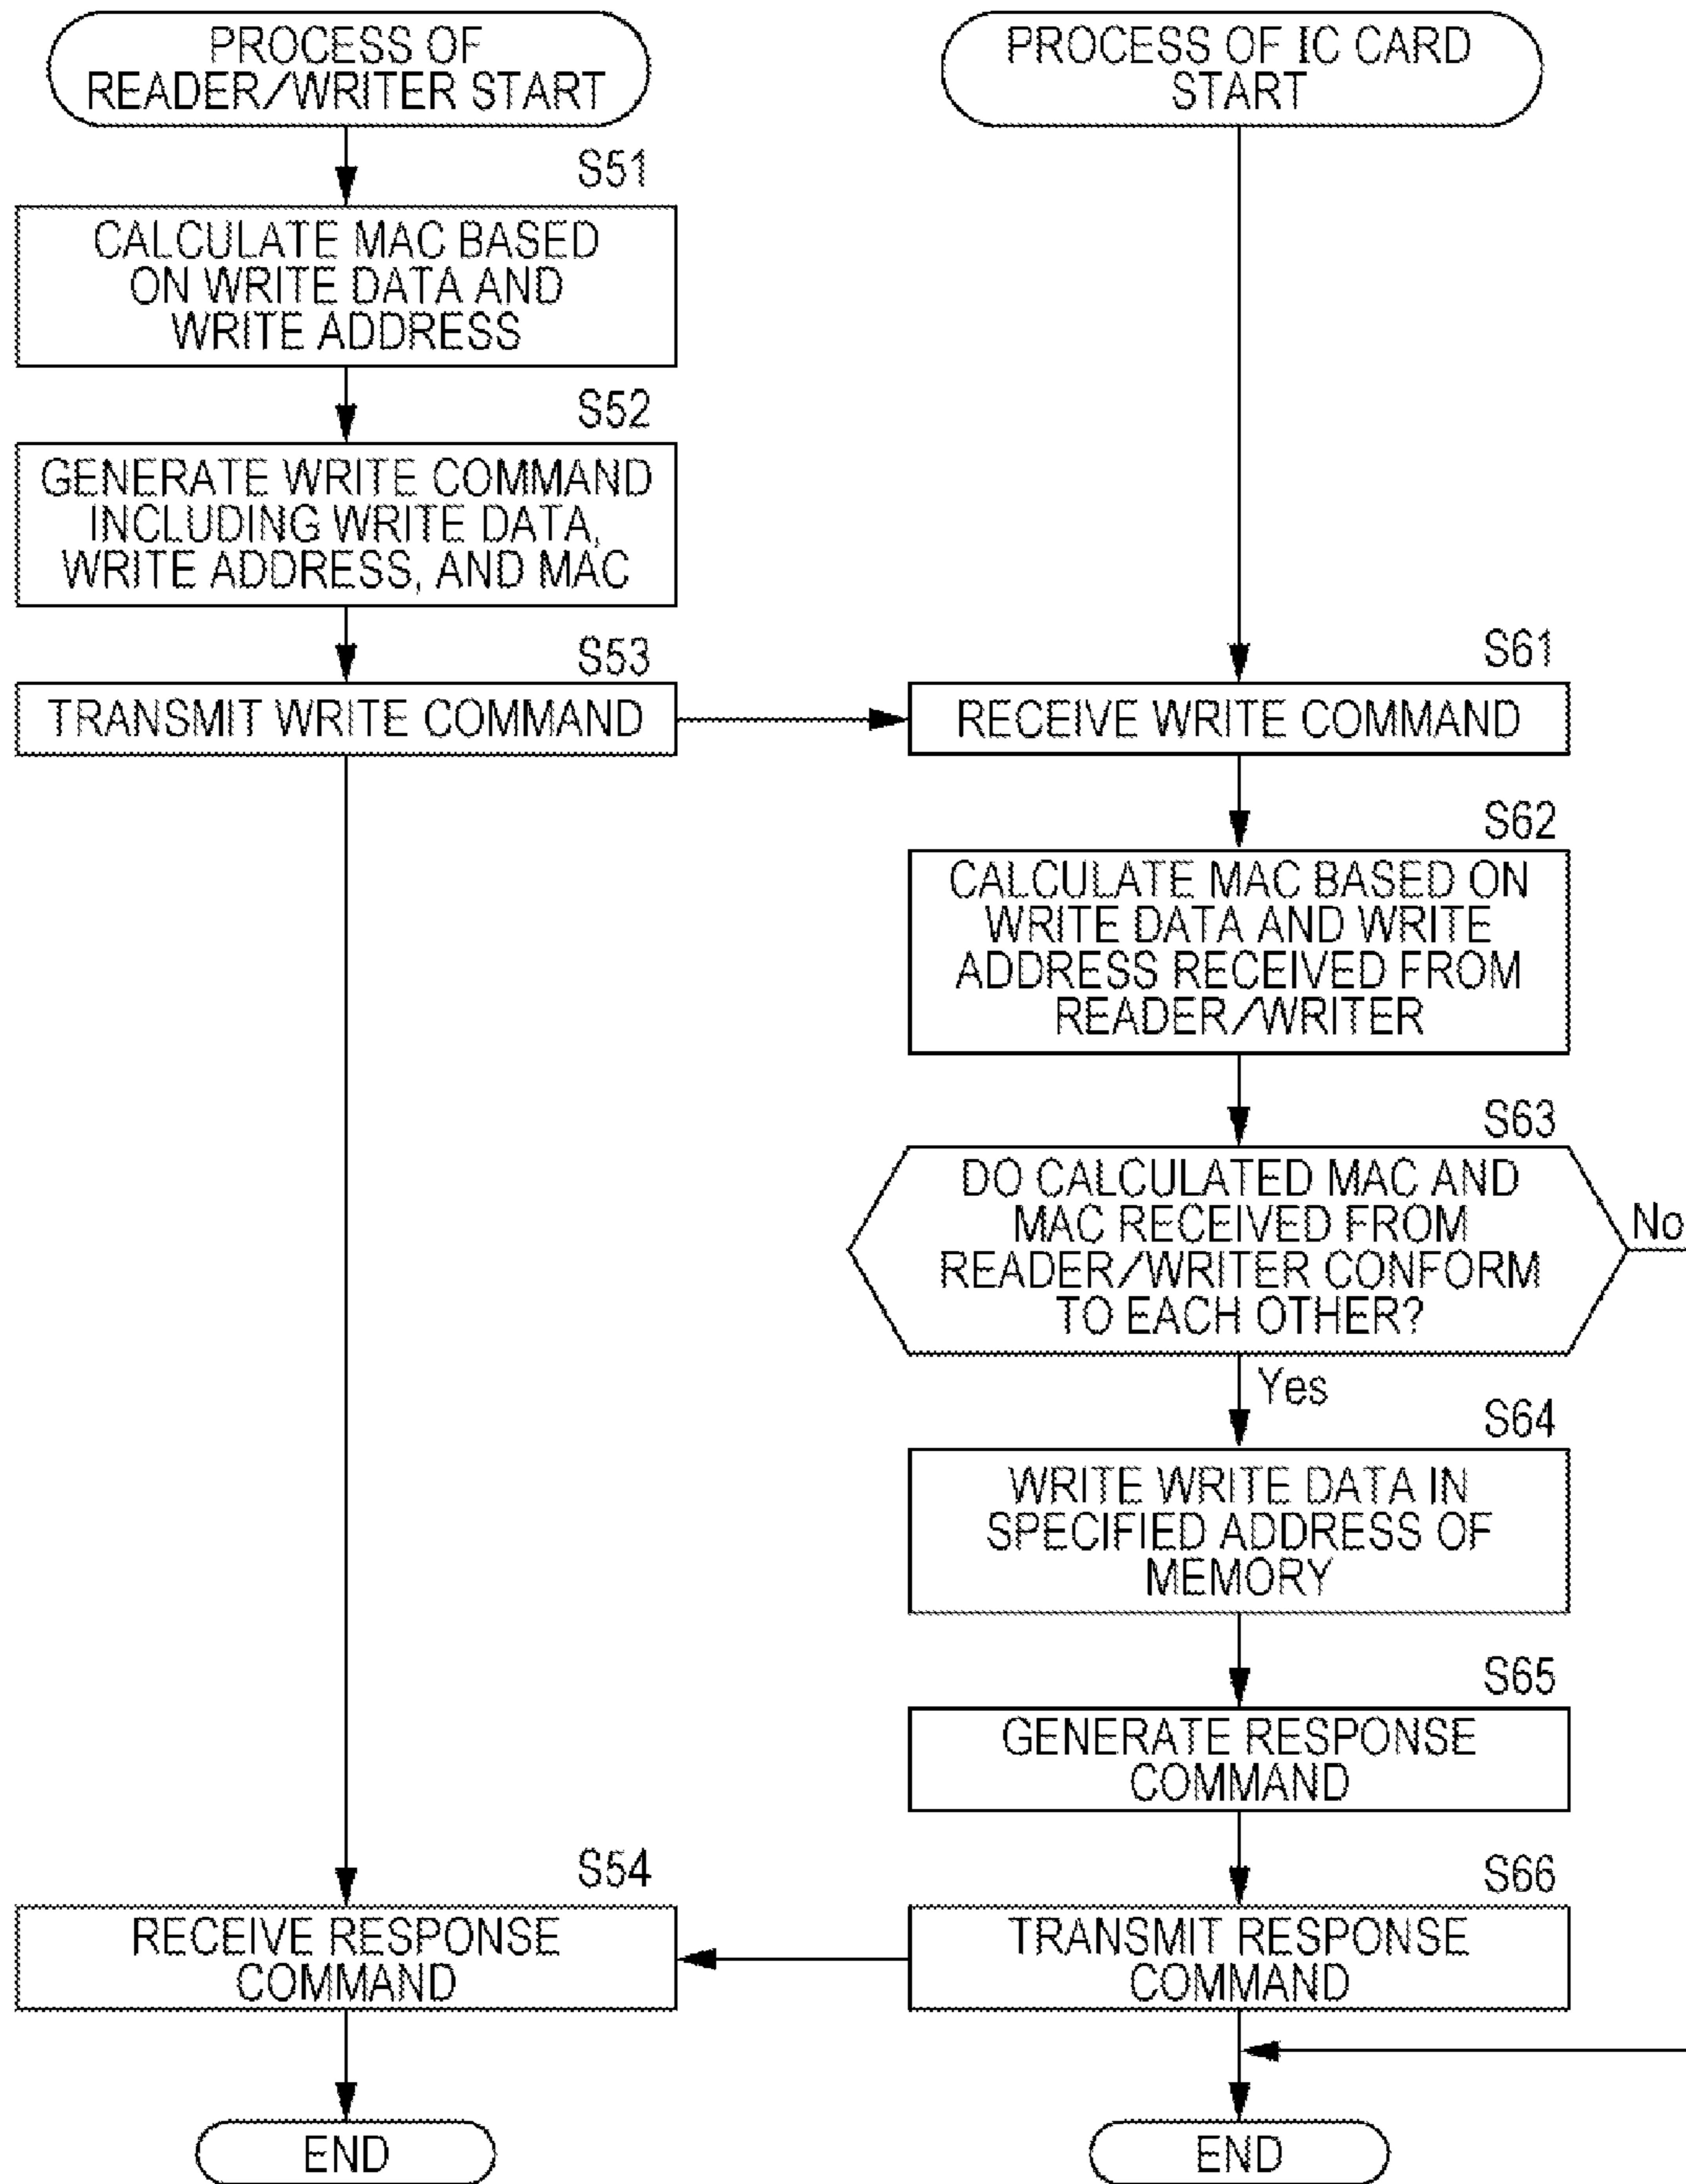 PROCESS OF
READER/WRITER START
S51
CALCULATE MAC BASED
ON WRITE DATA AND
WRITE ADDRESS
S52
GENERATE WRITE COMMAND
INCLUDING WRITE DATA,
WRITE ADDRESS, AND MAC
S53
TRANSMIT WRITE COMMAND
S54
RECEIVE RESPONSE
COMMAND
END
PROCESS OF IC CARD
START
S61
RECEIVE WRITE COMMAND
S62
CALCULATE MAC BASED ON
WRITE DATA AND WRITE
ADDRESS RECEIVED FROM
READER/WRITER
S63
DO CALCULATED MAC AND
MAC RECEIVED FROM
READER/WRITER CONFORM
TO EACH OTHER?
No
Yes
S64
WRITE WRITE DATA IN
SPECIFIED ADDRESS OF
MEMORY
S65
GENERATE RESPONSE
COMMAND
S66
TRANSMIT RESPONSE
COMMAND
END